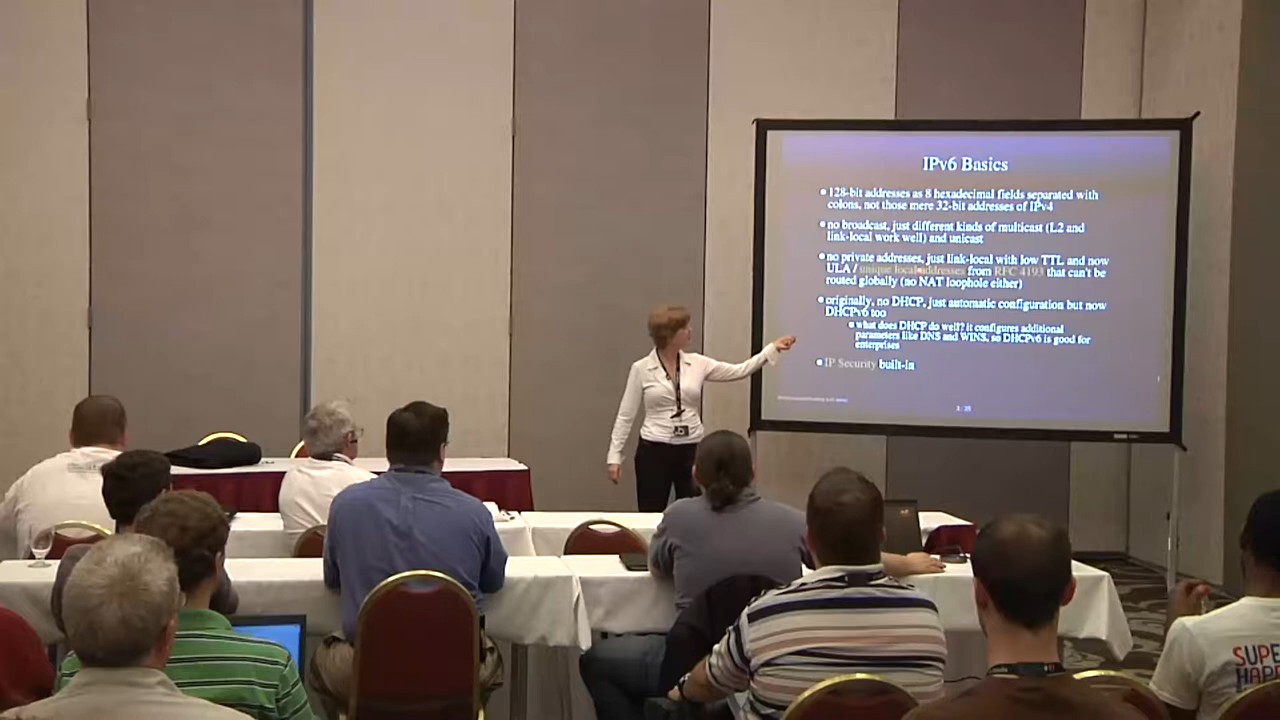 IPv6 Basics
128-bit addresses as 8 hexadecimal fields separated with
colons, not those mere 32-bit addresses of IPv4
no broadcast, just different kinds of multicast (L2 and
link-local work well) and unicast
no private addresses, just link-local with low TTL and now
ULA / unique local addresses from RFC 4193 that can't be
routed globally (no NAT loophole either)
originally, no DHCP, just automatic configuration but now
DHCPv6 too
what does DHCP do well? it configures additional
parameters like DNS and WINS, so DHCPv6 is good for
enterprises
IP Security built-in
SUPE
HAP